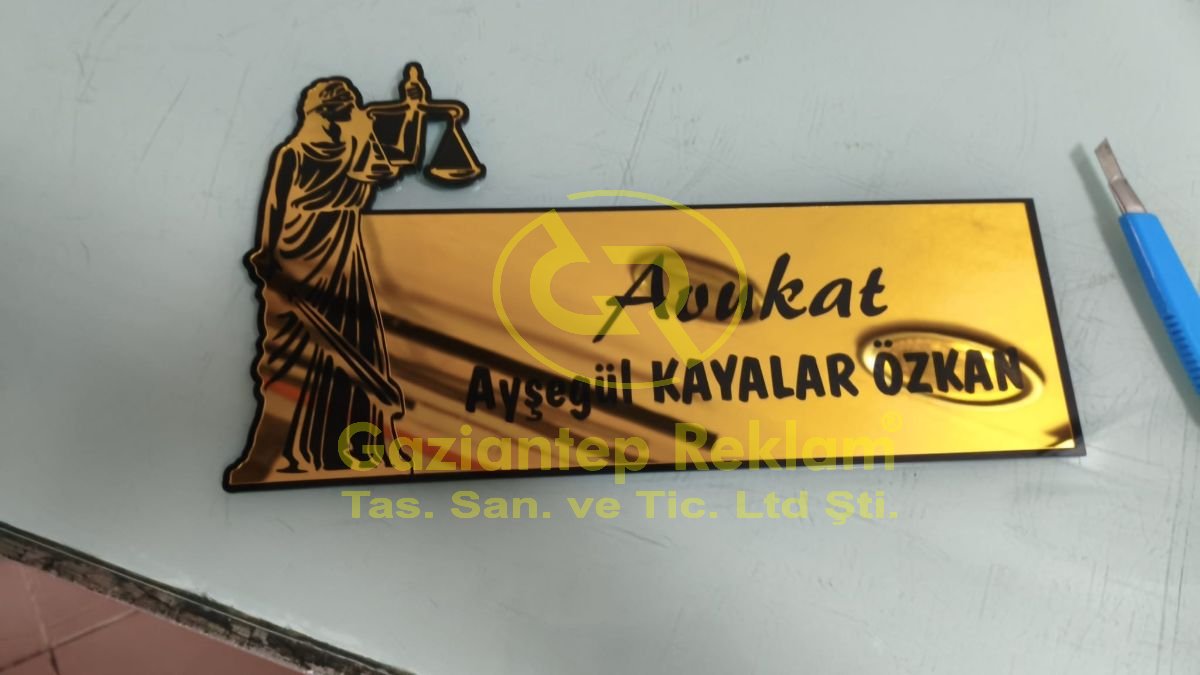 Avukat
Ayşegül KAYALAR ÖZKAN
Gaziantep Reklam®
Tas. San. ve Tic. Ltd Şti.